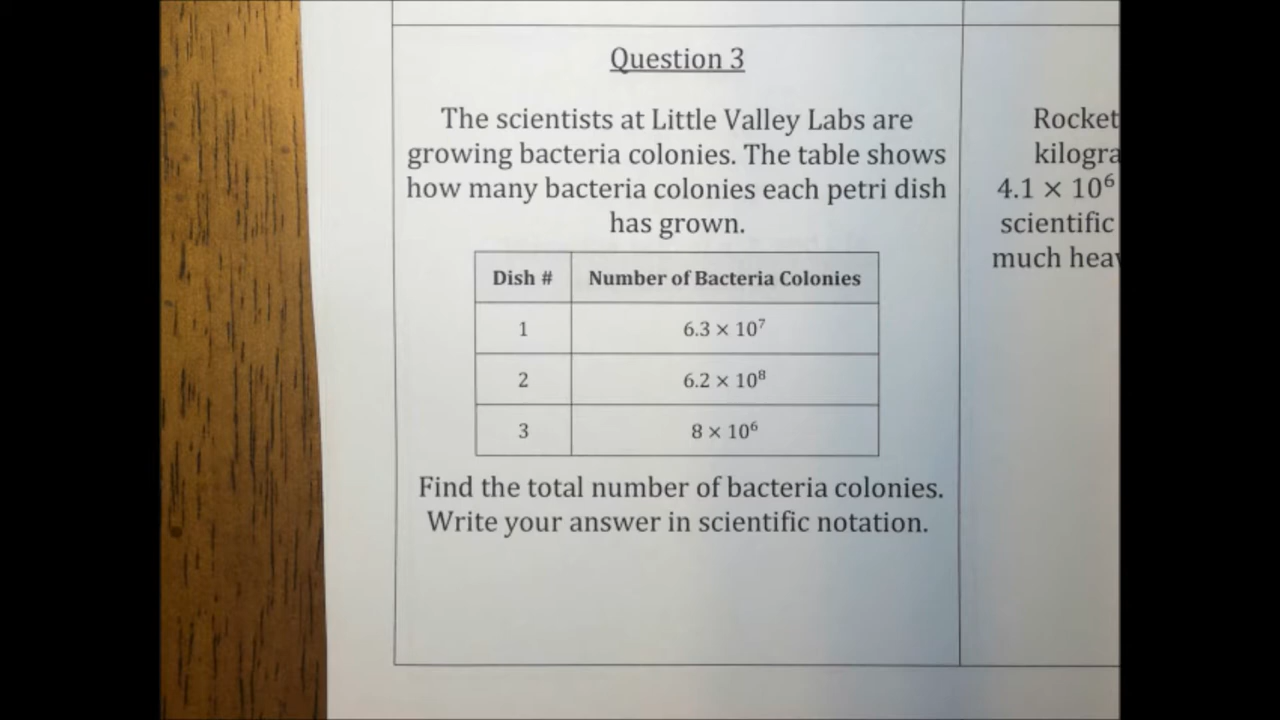 Question 3
The scientists at Little Valley Labs are
growing bacteria colonies. The table shows
how many bacteria colonies each petri dish
has grown.
Dish # Number of Bacteria Colonies
1 6.3 × 10⁷
2 6.2 × 10⁸
3 8 × 10⁶
Find the total number of bacteria colonies.
Write your answer in scientific notation.
Rocket
kilogra
4.1 × 10⁶
scientific
much heav